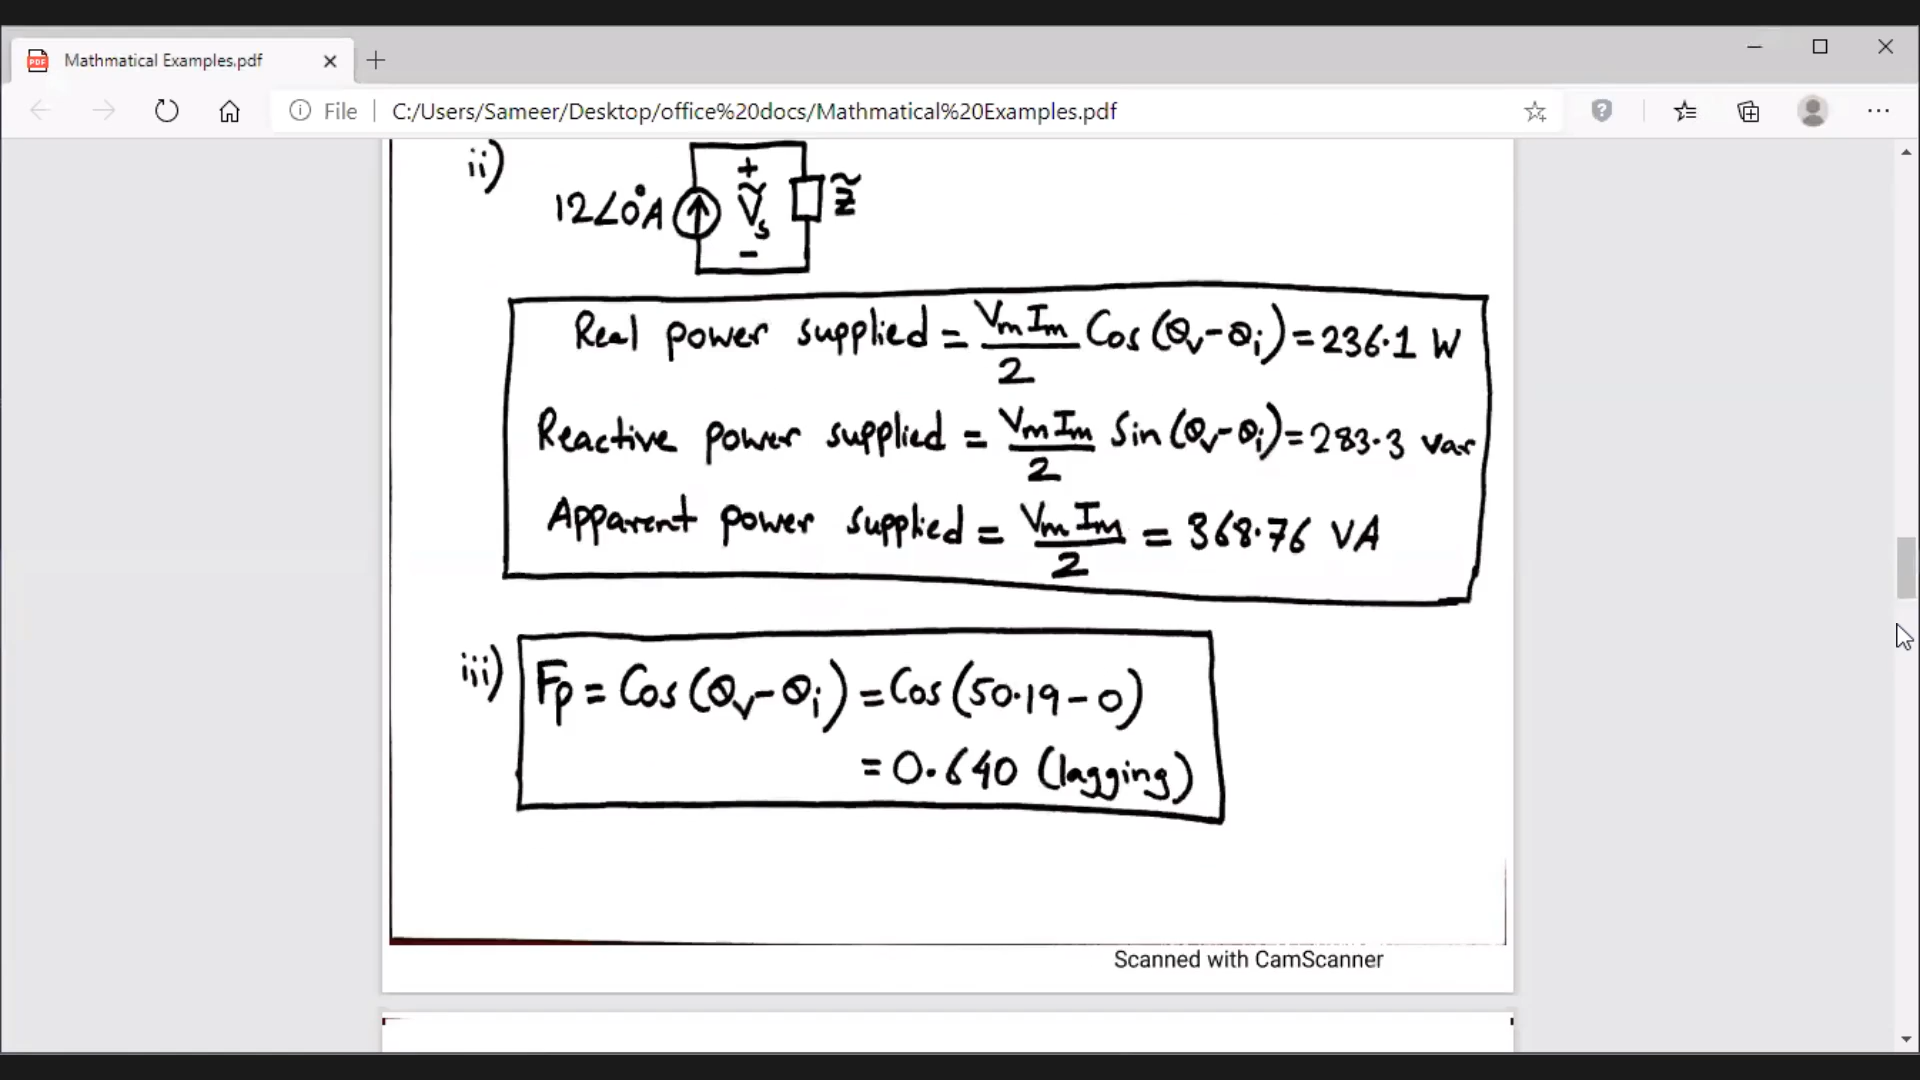 Mathmatical Examples.pdf
File
C:/Users/Sameer/Desktop/office%20docs/Mathmatical%20Examples.pdf
ii)
12∠0°A
+
Ṽs
-
Z̃
Real power supplied = VmIm/2 Cos(θv-θi) = 236.1 W
Reactive power supplied = VmIm/2 Sin(θv-θi) = 283.3 var
Apparent power supplied = VmIm/2 = 368.76 VA
iii)
Fp = Cos(θv-θi) = Cos(50.19-0)
= 0.640 (lagging)
Scanned with CamScanner